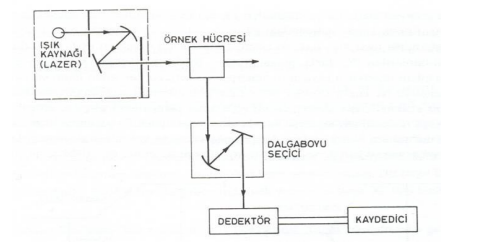 IŞIK
KAYNAĞI
(LAZER)
ÖRNEK HÜCRESİ
DALGABOYU
SEÇİCİ
DEDEKTÖR
KAYDEDİCİ